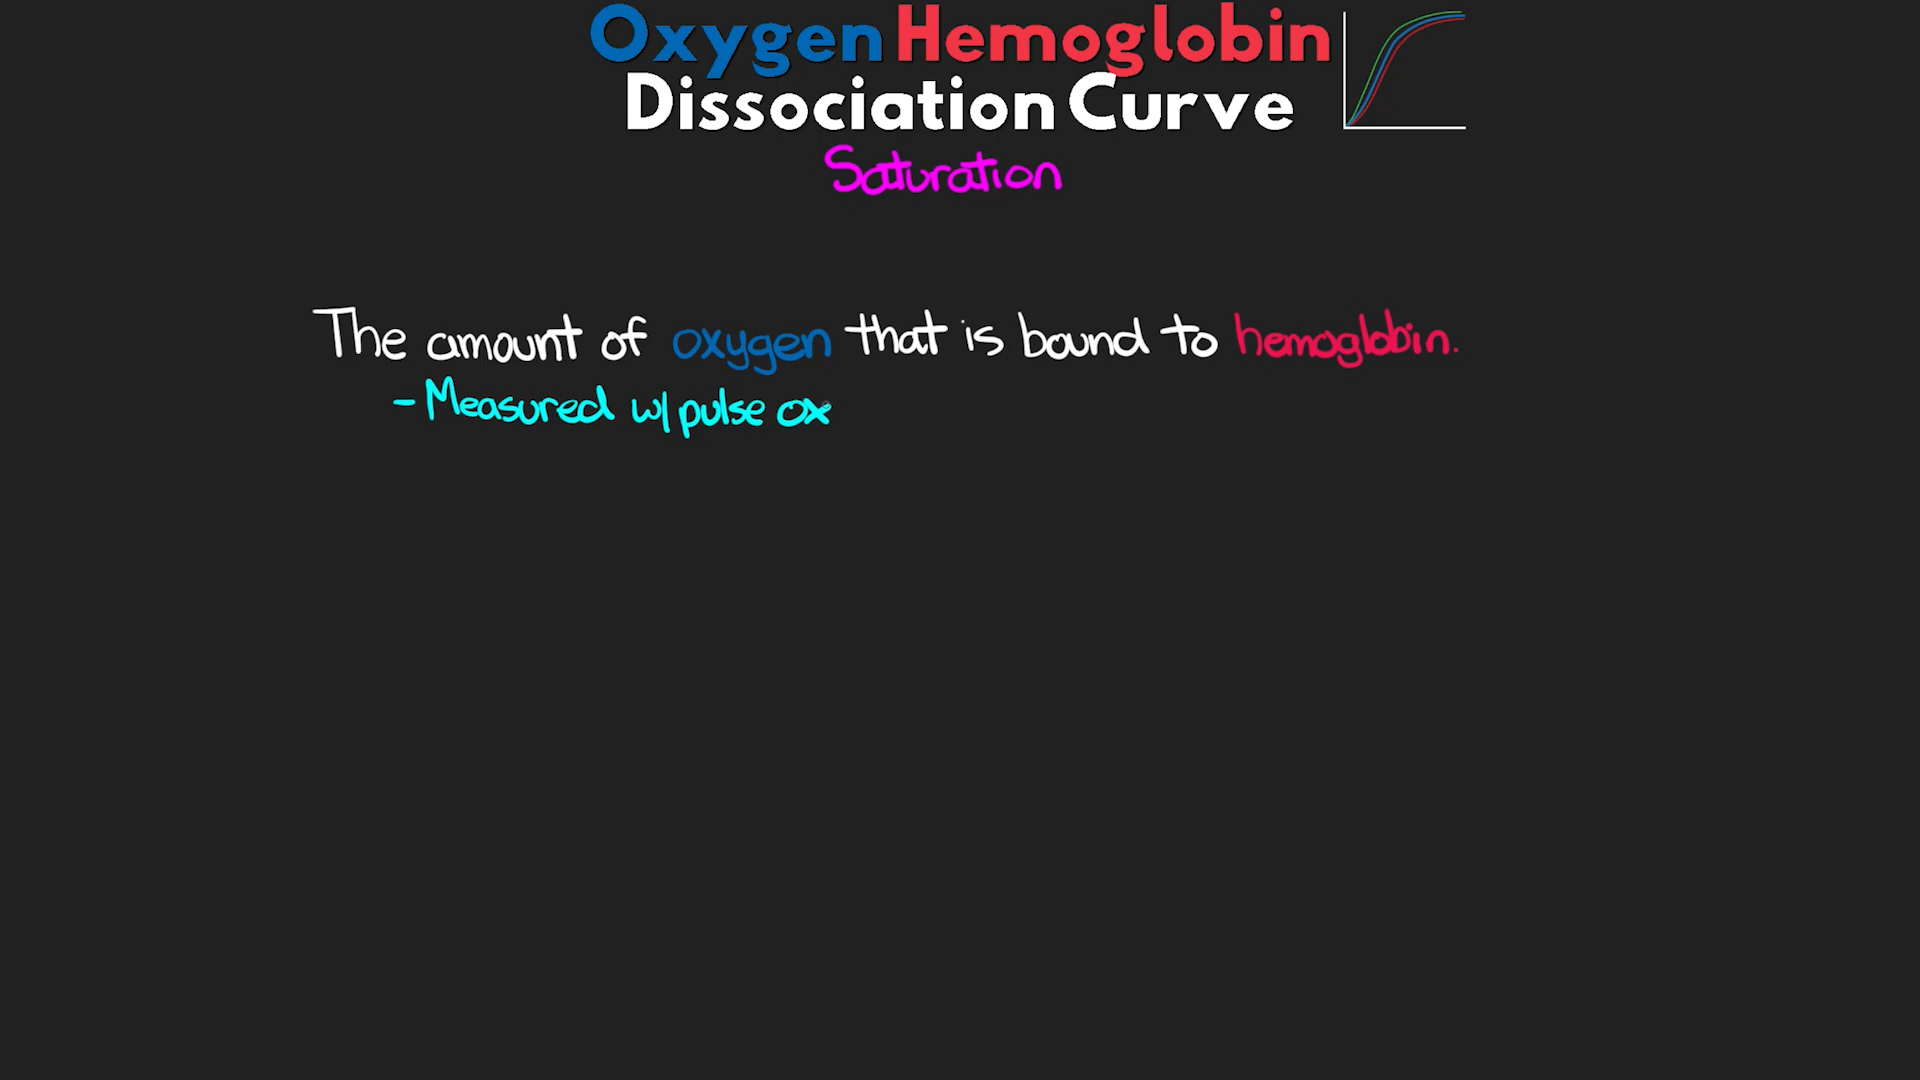 Oxygen Hemoglobin
Dissociation Curve
Saturation
The amount of oxygen that is bound to hemoglobin.
- Measured w/ pulse ox